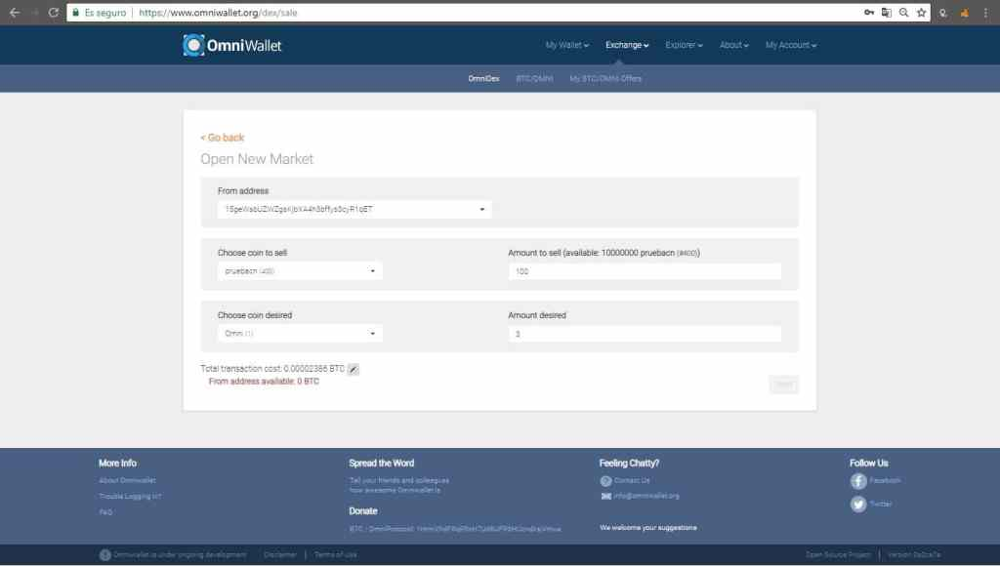 Es seguro | https://www.omniwallet.org/dex/sale
OmniWallet
My Wallet Exchange Explorer About My Account
OmniDex BTC/OMNI My BTC/OMNI Offers
< Go back
Open New Market
From address
Choose coin to sell Amount to sell (available: 10000000 pruebacn (#400))
pruebacn (400) 100
Choose coin desired Amount desired
Omni (1) 3
Total transaction cost: 0.00002386 BTC
From address available: 0 BTC
More Info Spread the Word Feeling Chatty? Follow Us
About Omniwallet Tell your friends and colleagues Contact Us Facebook
how awesome Omniwallet is
Trouble Logging In? info@omniwallet.org Twitter
FAQ Donate
BTC / OmniProtocol:
We welcome your suggestions
Omniwallet is under ongoing development Disclaimer | Terms of Use Open Source Project | Version